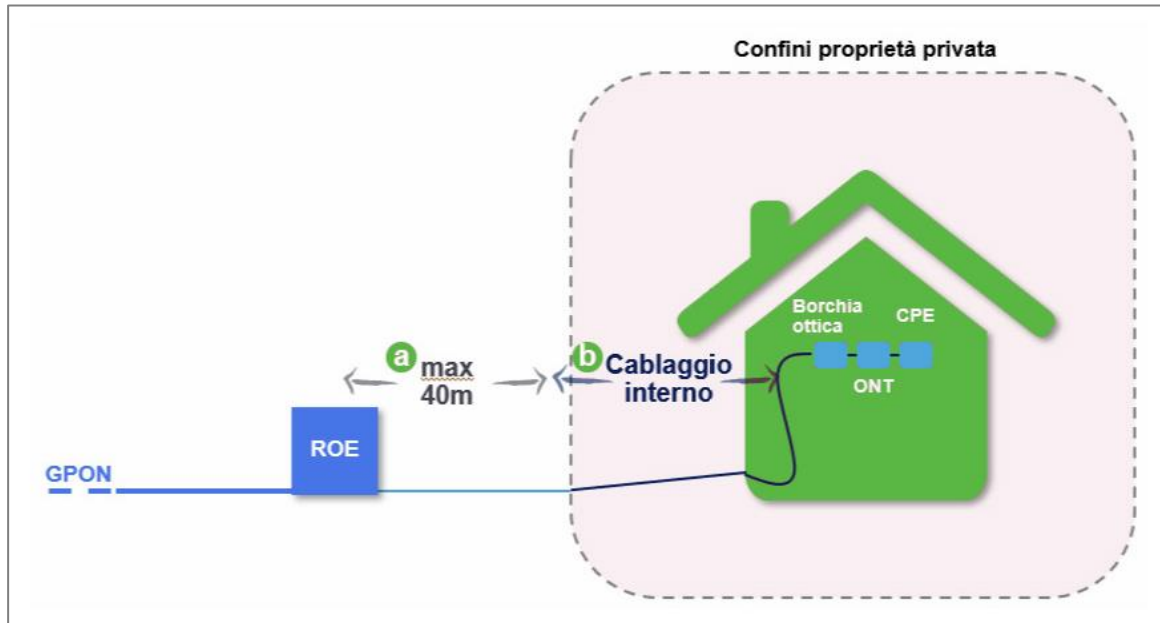 Confini proprietà privata
Borchia
ottica
CPE
ONT
a
max
40m
b
Cablaggio
interno
ROE
GPON